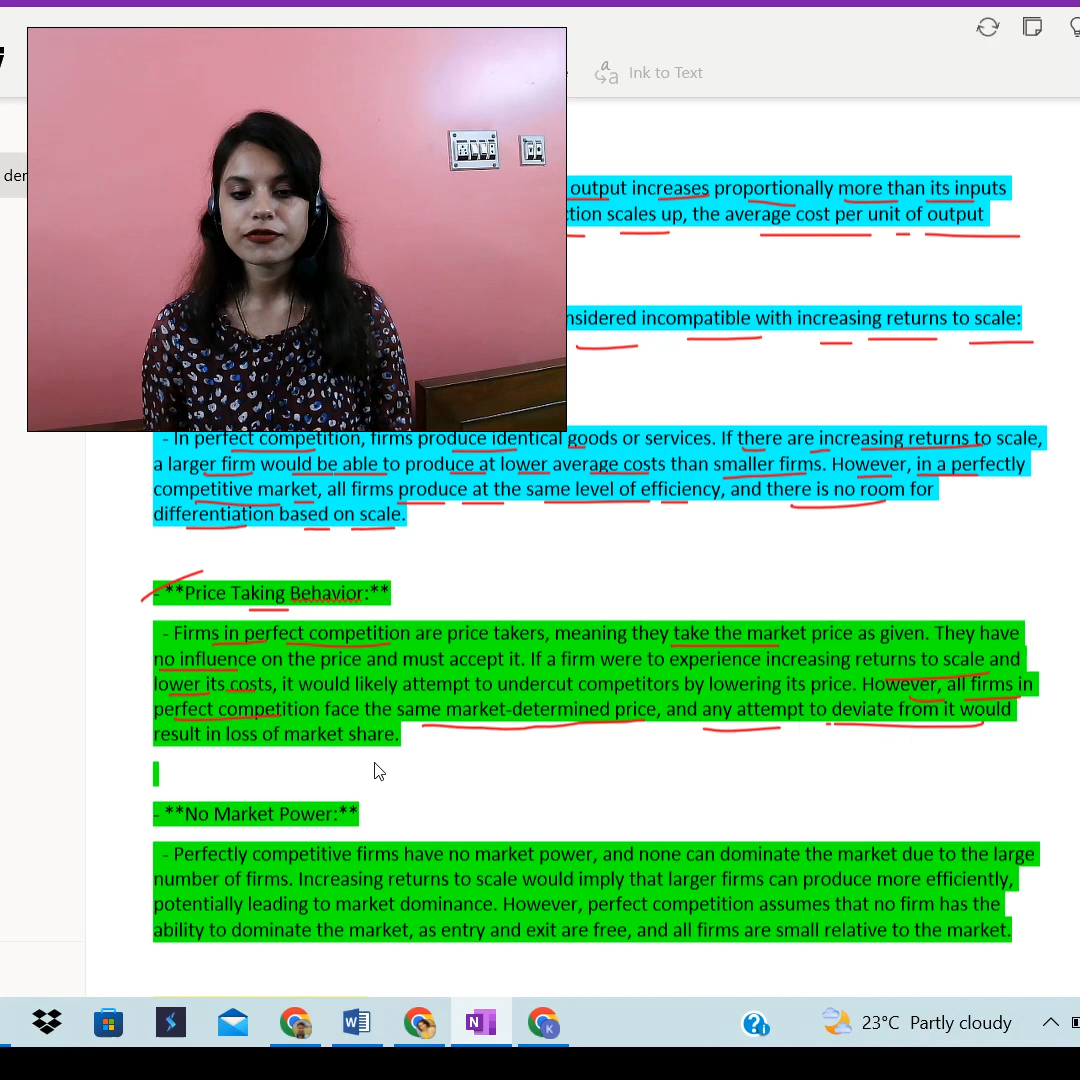 Ink to Text
der
output increases proportionally more than its inputs
scales up, the average cost per unit of output
incompatible with increasing returns to scale:
- In perfect competition, firms produce identical goods or services. If there are increasing returns to scale,
a larger firm would be able to produce at lower average costs than smaller firms. However, in a perfectly
competitive market, all firms produce at the same level of efficiency, and there is no room for
differentiation based on scale.
- **Price Taking Behavior:**
- Firms in perfect competition are price takers, meaning they take the market price as given. They have
no influence on the price and must accept it. If a firm were to experience increasing returns to scale and
lower its costs, it would likely attempt to undercut competitors by lowering its price. However, all firms in
perfect competition face the same market-determined price, and any attempt to deviate from it would
result in loss of market share.
- **No Market Power:**
- Perfectly competitive firms have no market power, and none can dominate the market due to the large
number of firms. Increasing returns to scale would imply that larger firms can produce more efficiently,
potentially leading to market dominance. However, perfect competition assumes that no firm has the
ability to dominate the market, as entry and exit are free, and all firms are small relative to the market.
23°C Partly cloudy